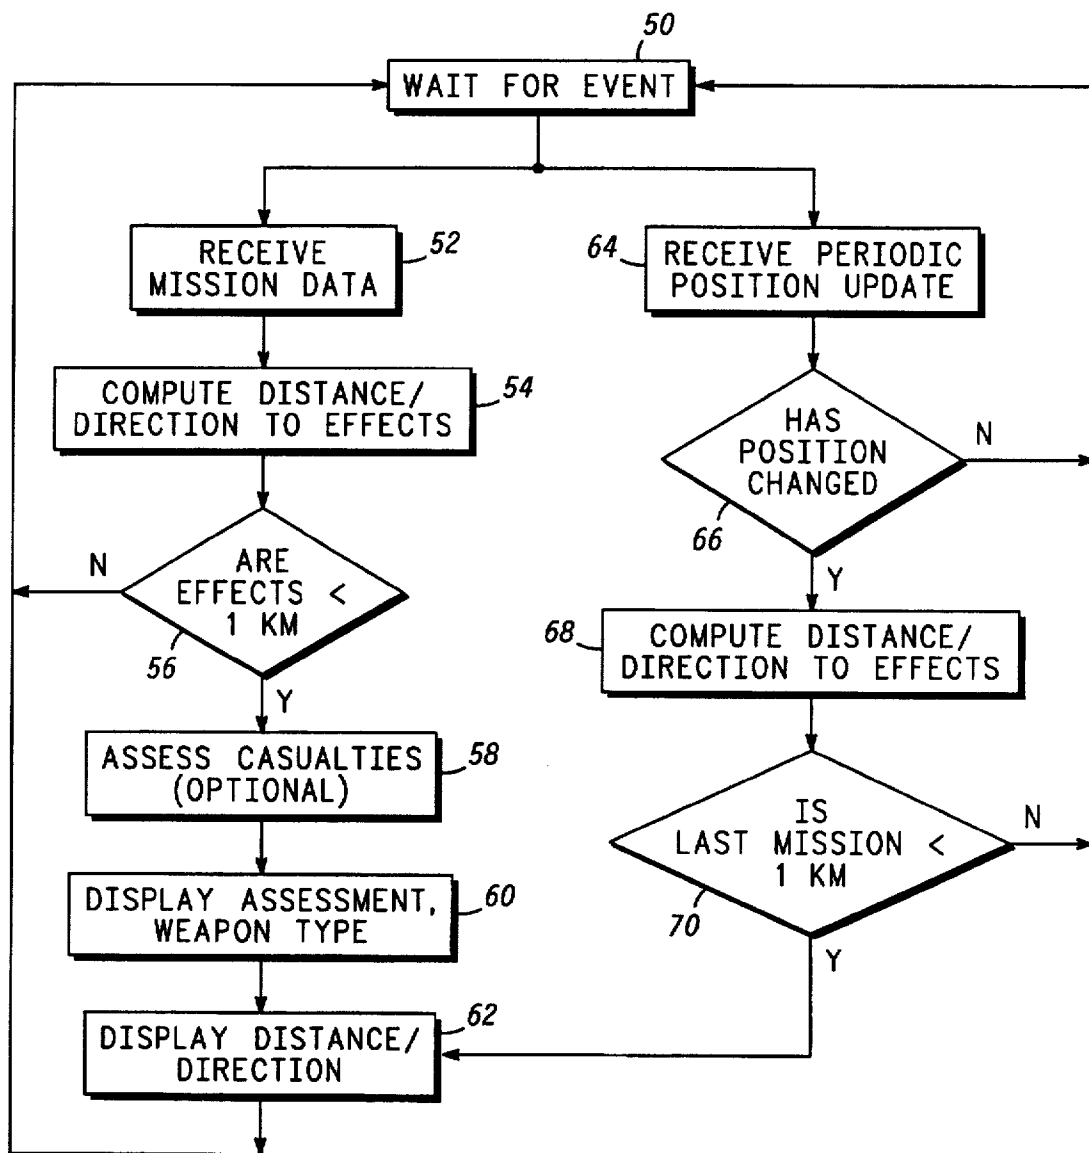 50
WAIT FOR EVENT
RECEIVE
MISSION DATA
52
COMPUTE DISTANCE/
DIRECTION TO EFFECTS
54
ARE
EFFECTS <
1 KM
N
56
Y
ASSESS CASUALTIES
(OPTIONAL)
58
DISPLAY ASSESSMENT,
WEAPON TYPE
60
DISPLAY DISTANCE/
DIRECTION
62
64
RECEIVE PERIODIC
POSITION UPDATE
HAS
POSITION
CHANGED
N
66
Y
68
COMPUTE DISTANCE/
DIRECTION TO EFFECTS
IS
LAST MISSION <
1 KM
N
70
Y